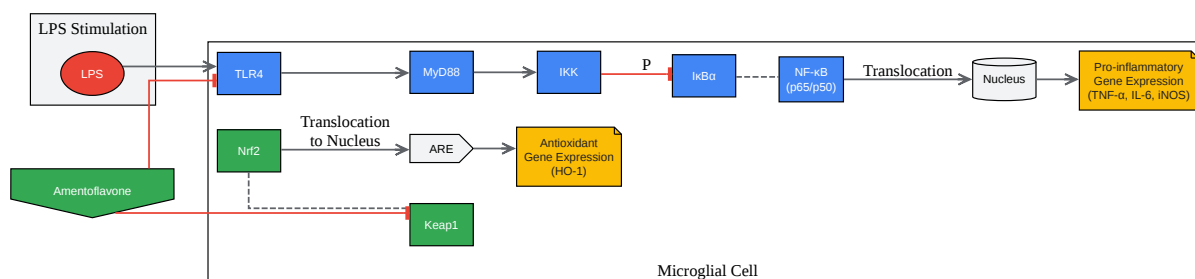 LPS Stimulation
LPS
TLR4
MyD88
IKK
P
IκBα
NF-κB
(p65/p50)
Translocation
Nucleus
Pro-inflammatory
Gene Expression
(TNF-α, IL-6, iNOS)
Nrf2
Translocation
to Nucleus
ARE
Antioxidant
Gene Expression
(HO-1)
Amentoflavone
Keap1
Microglial Cell